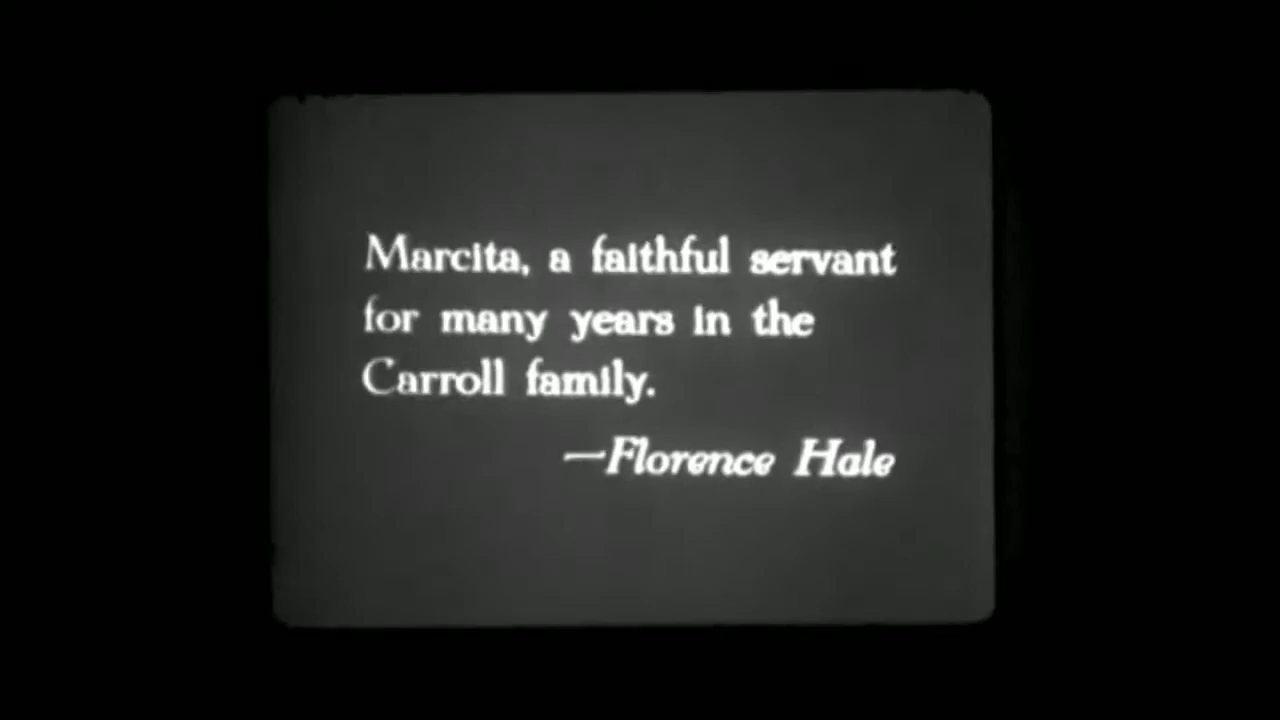 Marcita, a faithful servant
for many years in the
Carroll family.
—Florence Hale